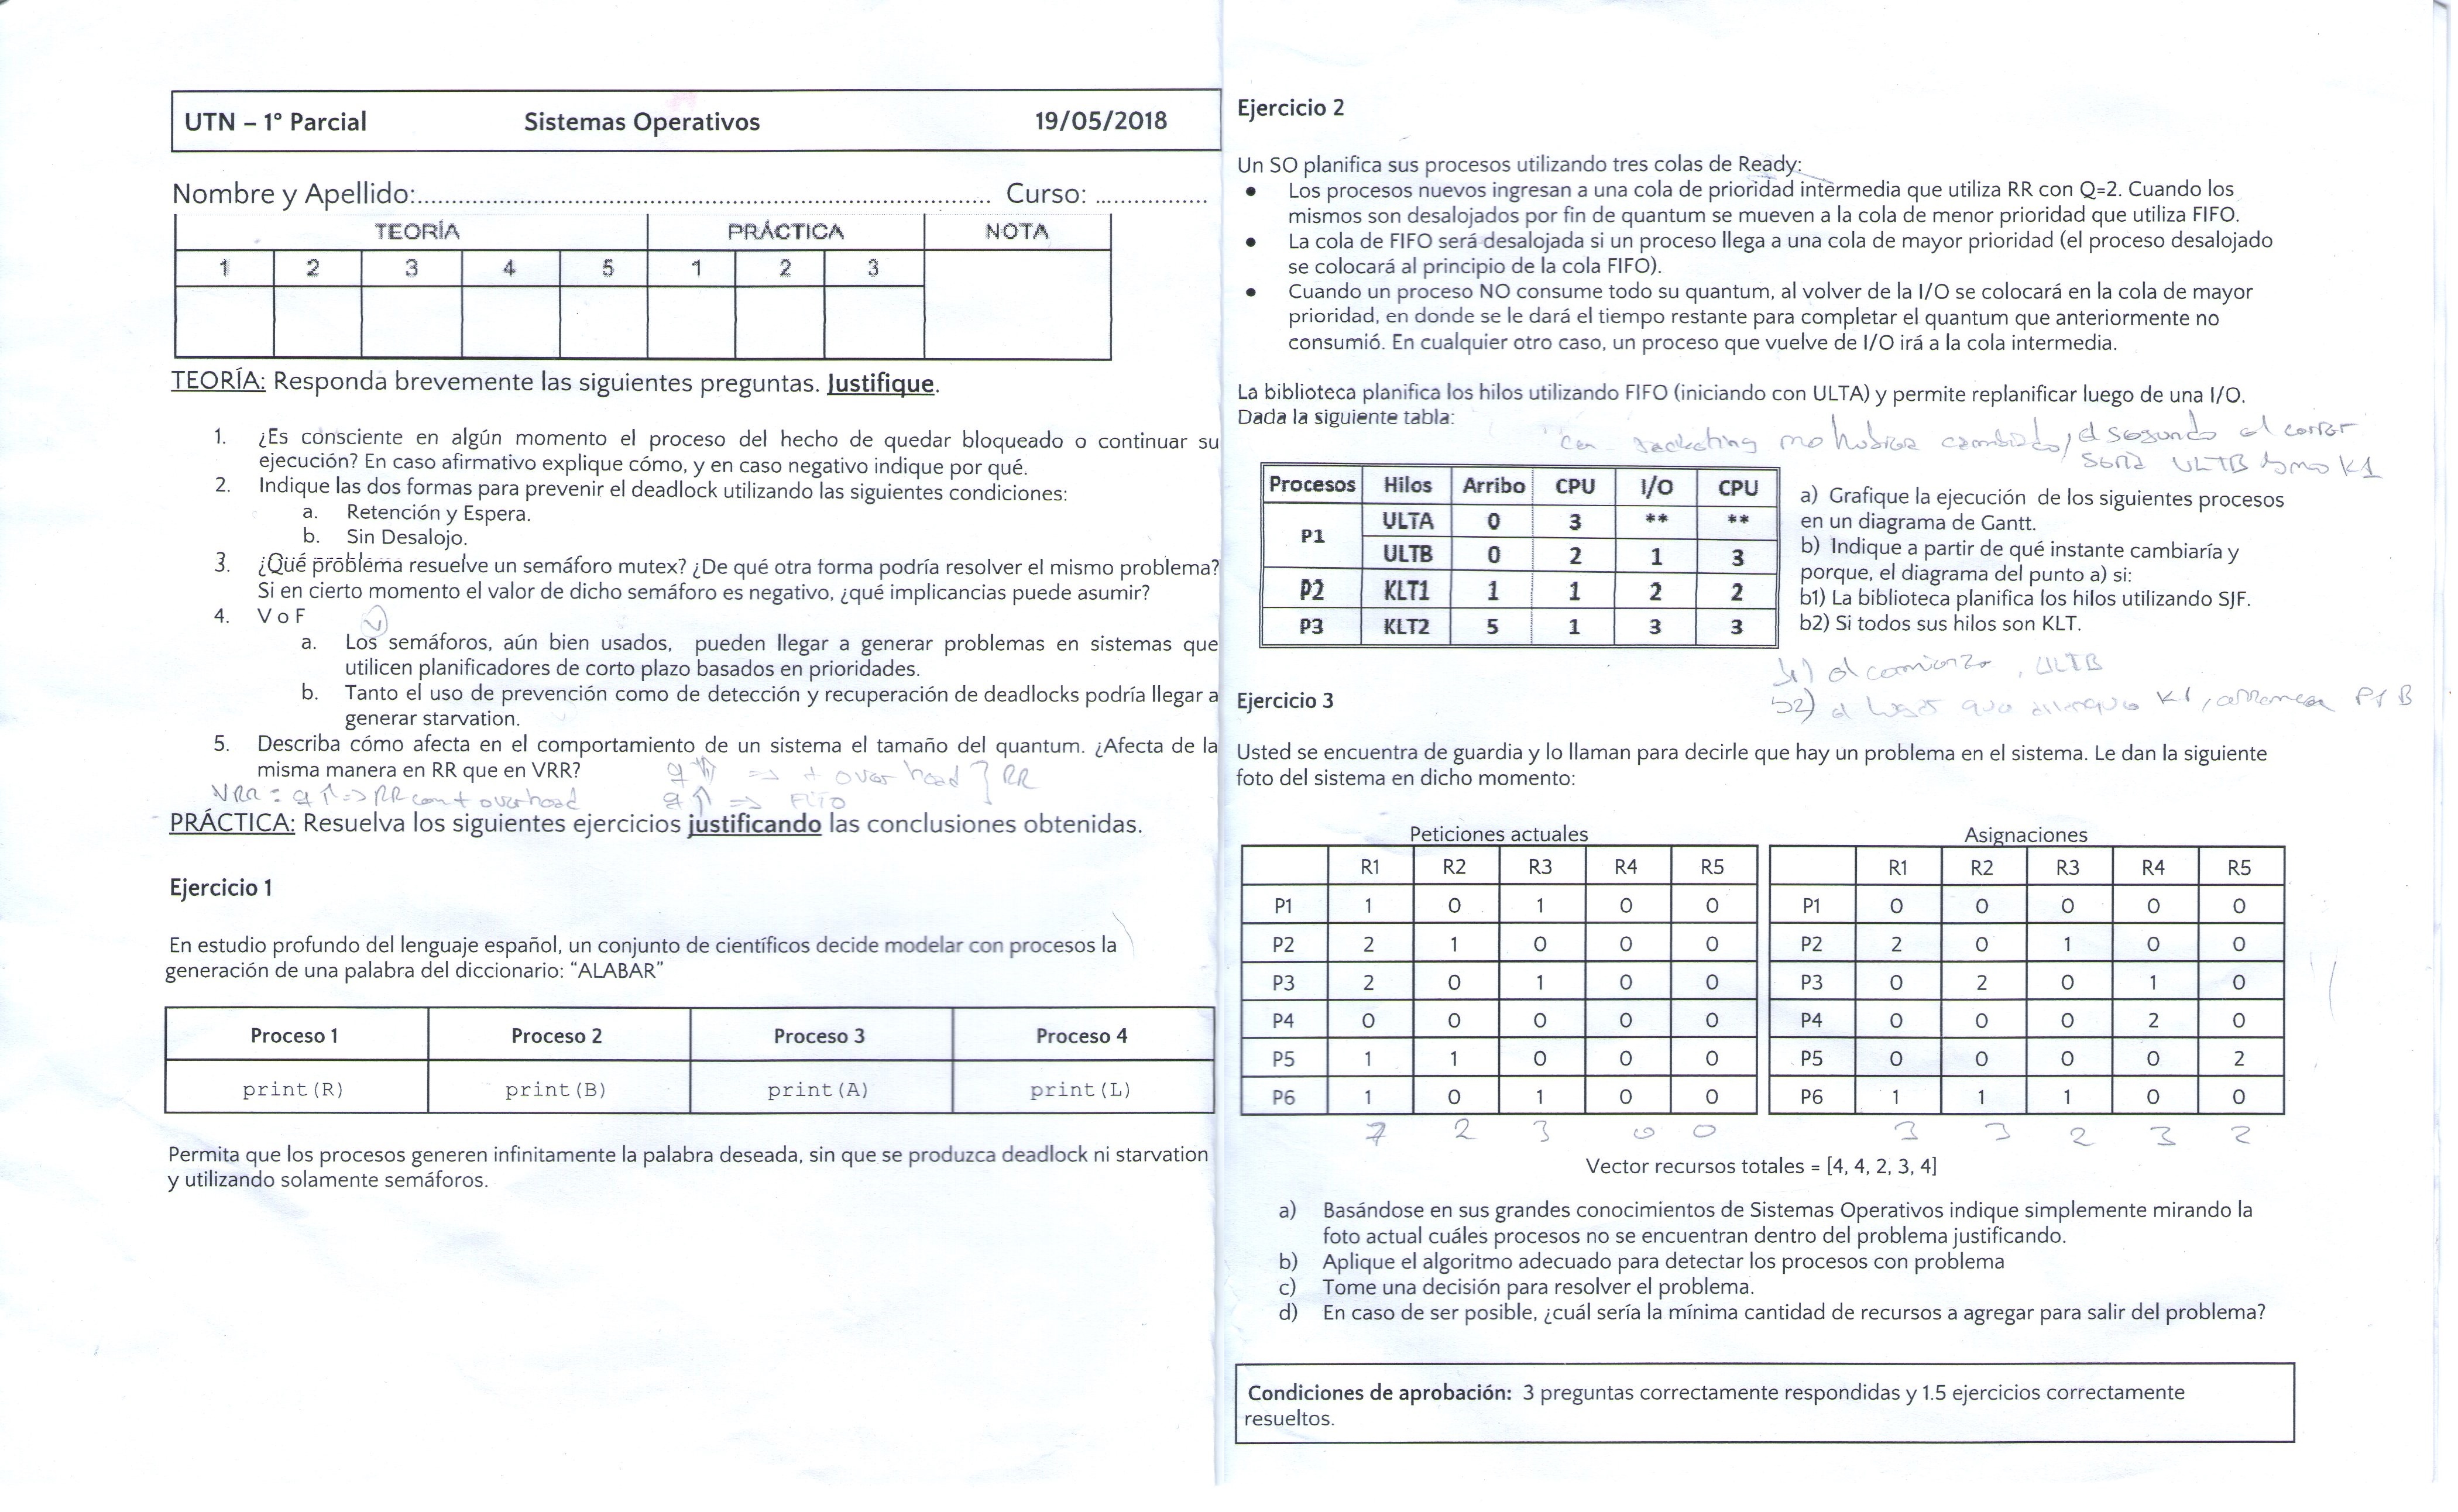 UTN – 1° Parcial Sistemas Operativos 19/05/2018
Nombre y Apellido:........................................................................ Curso: ................
TEORÍA PRÁCTICA NOTA
1 2 3 4 5 1 2 3
TEORÍA: Responda brevemente las siguientes preguntas. Justifique.
1. ¿Es consciente en algún momento el proceso del hecho de quedar bloqueado o continuar su
ejecución? En caso afirmativo explique cómo, y en caso negativo indique por qué.
2. Indique las dos formas para prevenir el deadlock utilizando las siguientes condiciones:
a. Retención y Espera.
b. Sin Desalojo.
3. ¿Qué problema resuelve un semáforo mutex? ¿De qué otra forma podría resolver el mismo problema?
Si en cierto momento el valor de dicho semáforo es negativo, ¿qué implicancias puede asumir?
4. V o F
V
a. Los semáforos, aún bien usados, pueden llegar a generar problemas en sistemas que
utilicen planificadores de corto plazo basados en prioridades.
b. Tanto el uso de prevención como de detección y recuperación de deadlocks podría llegar a
generar starvation.
5. Describa cómo afecta en el comportamiento de un sistema el tamaño del quantum. ¿Afecta de la
misma manera en RR que en VRR?
=> + overhead } RR
VRR = q ↑ => RR con + overhead
q ↑ => FIFO
PRÁCTICA: Resuelva los siguientes ejercicios justificando las conclusiones obtenidas.
Ejercicio 1
En estudio profundo del lenguaje español, un conjunto de científicos decide modelar con procesos la
generación de una palabra del diccionario: “ALABAR”
Proceso 1 Proceso 2 Proceso 3 Proceso 4
print(R) print(B) print(A) print(L)
Permita que los procesos generen infinitamente la palabra deseada, sin que se produzca deadlock ni starvation
y utilizando solamente semáforos.
Ejercicio 2
Un SO planifica sus procesos utilizando tres colas de Ready:
• Los procesos nuevos ingresan a una cola de prioridad intermedia que utiliza RR con Q=2. Cuando los
mismos son desalojados por fin de quantum se mueven a la cola de menor prioridad que utiliza FIFO.
• La cola de FIFO será desalojada si un proceso llega a una cola de mayor prioridad (el proceso desalojado
se colocará al principio de la cola FIFO).
• Cuando un proceso NO consume todo su quantum, al volver de la I/O se colocará en la cola de mayor
prioridad, en donde se le dará el tiempo restante para completar el quantum que anteriormente no
consumió. En cualquier otro caso, un proceso que vuelve de I/O irá a la cola intermedia.
La biblioteca planifica los hilos utilizando FIFO (iniciando con ULTA) y permite replanificar luego de una I/O.
Dada la siguiente tabla:
con jacketing no hubiera cambiado, el segundo el correr
seria ULTB y no K1
Procesos Hilos Arribo CPU I/O CPU
P1 ULTA 0 3 ** **
ULTB 0 2 1 3
P2 KLT1 1 1 2 2
P3 KLT2 5 1 3 3
a) Grafique la ejecución de los siguientes procesos
en un diagrama de Gantt.
b) Indique a partir de qué instante cambiaría y
porque, el diagrama del punto a) si:
b1) La biblioteca planifica los hilos utilizando SJF.
b2) Si todos sus hilos son KLT.
b1) al comienzo, ULTB
b2) K1, arranca P1 B
Ejercicio 3
Usted se encuentra de guardia y lo llaman para decirle que hay un problema en el sistema. Le dan la siguiente
foto del sistema en dicho momento:
Peticiones actuales
R1 R2 R3 R4 R5
P1 1 0 1 0 0
P2 2 1 0 0 0
P3 2 0 1 0 0
P4 0 0 0 0 0
P5 1 1 0 0 0
P6 1 0 1 0 0
7 2 3 0 0
Asignaciones
R1 R2 R3 R4 R5
P1 0 0 0 0 0
P2 2 0 1 0 0
P3 0 2 0 1 0
P4 0 0 0 2 0
P5 0 0 0 0 2
P6 1 1 1 0 0
3 3 2 3 2
Vector recursos totales = [4, 4, 2, 3, 4]
a) Basándose en sus grandes conocimientos de Sistemas Operativos indique simplemente mirando la
foto actual cuáles procesos no se encuentran dentro del problema justificando.
b) Aplique el algoritmo adecuado para detectar los procesos con problema
c) Tome una decisión para resolver el problema.
d) En caso de ser posible, ¿cuál sería la mínima cantidad de recursos a agregar para salir del problema?
Condiciones de aprobación: 3 preguntas correctamente respondidas y 1.5 ejercicios correctamente
resueltos.